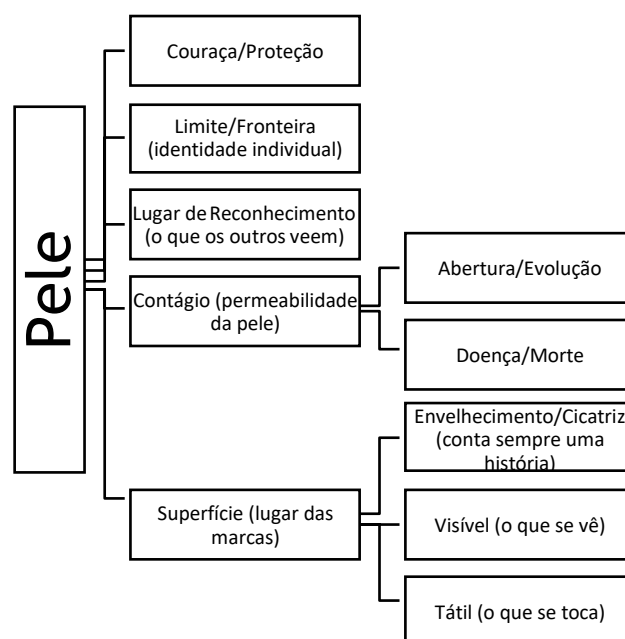 Pele
Couraça/Proteção
Limite/Fronteira
(identidade individual)
Lugar de Reconhecimento
(o que os outros veem)
Contágio (permeabilidade
da pele)
Abertura/Evolução
Doença/Morte
Superfície (lugar das
marcas)
Envelhecimento/Cicatriz
(conta sempre uma
história)
Visível (o que se vê)
Tátil (o que se toca)